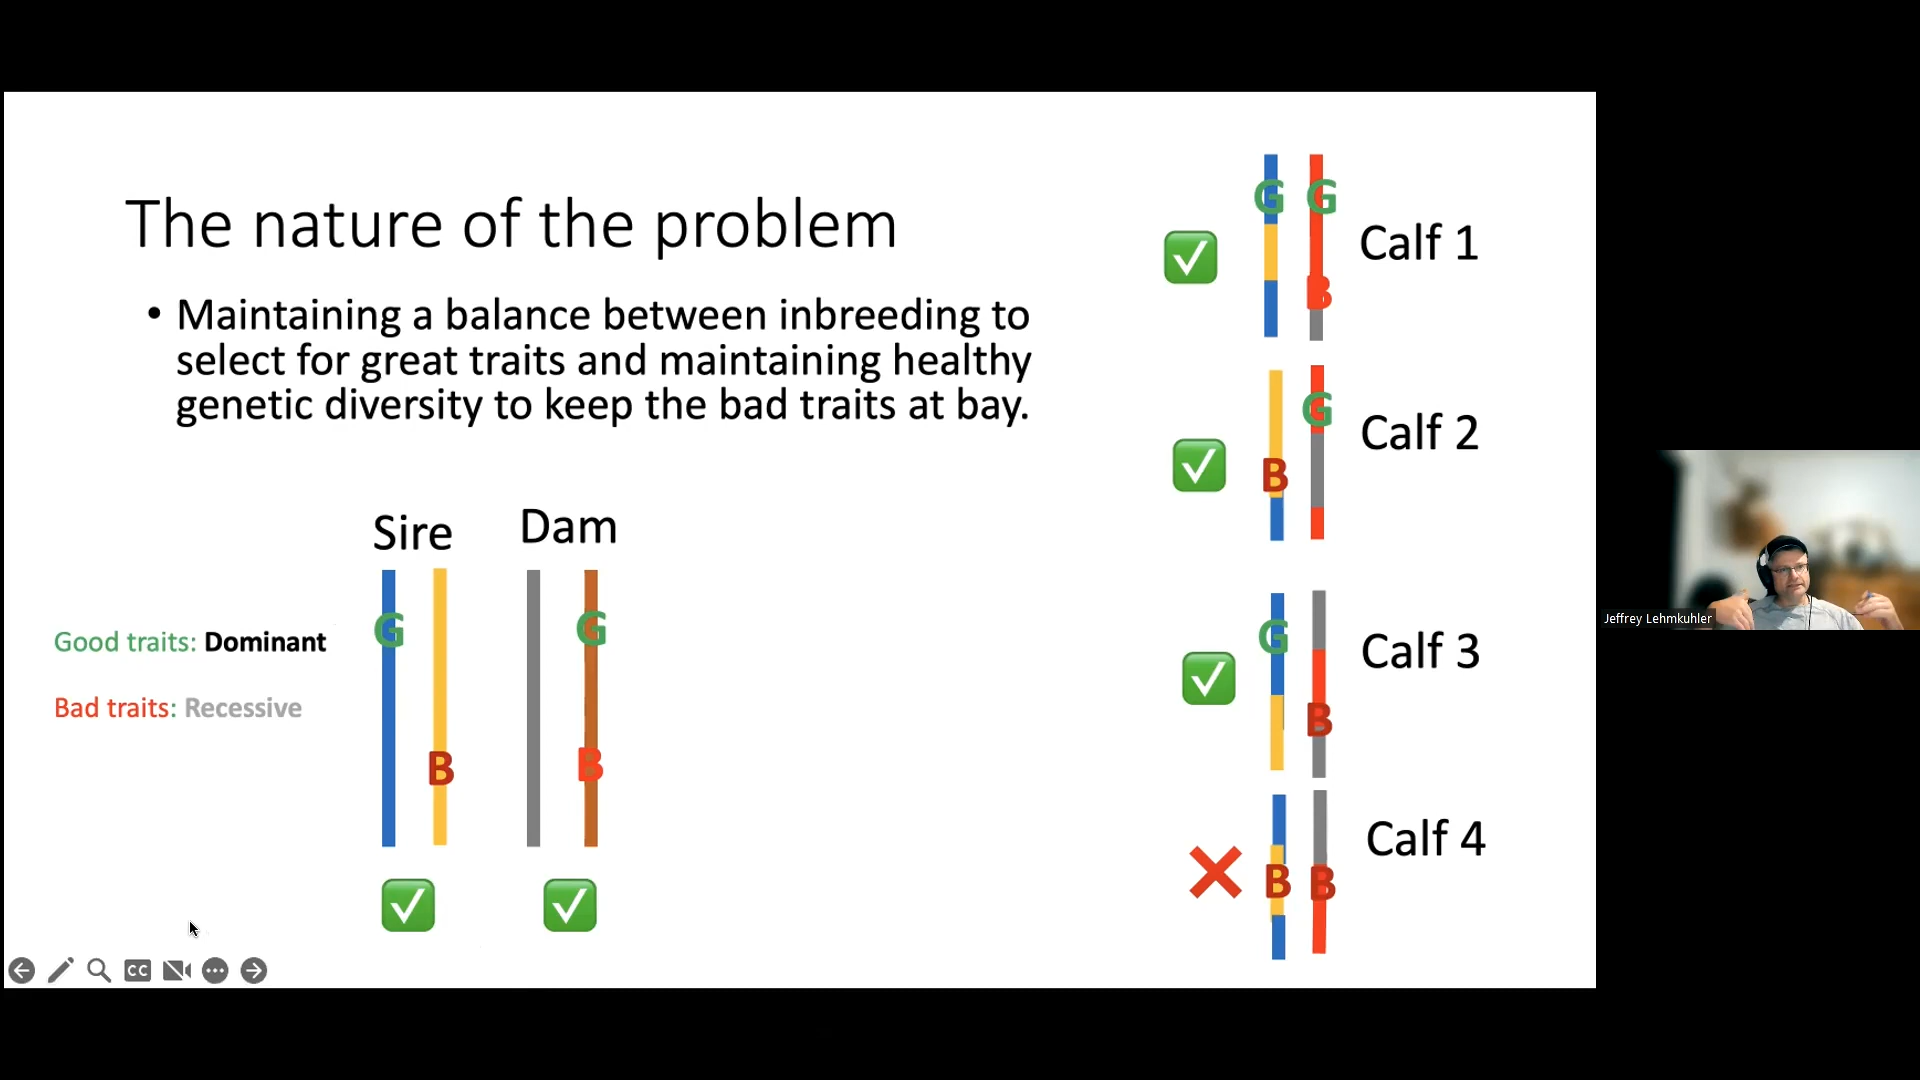 The nature of the problem
• Maintaining a balance between inbreeding to
select for great traits and maintaining healthy
genetic diversity to keep the bad traits at bay.
Sire Dam
Good traits: Dominant
Bad traits: Recessive
G
G
B
B
G G
B
Calf 1
G
B
Calf 2
G
B
Calf 3
B B
Calf 4
CC
Jeffrey Lehmkuhler